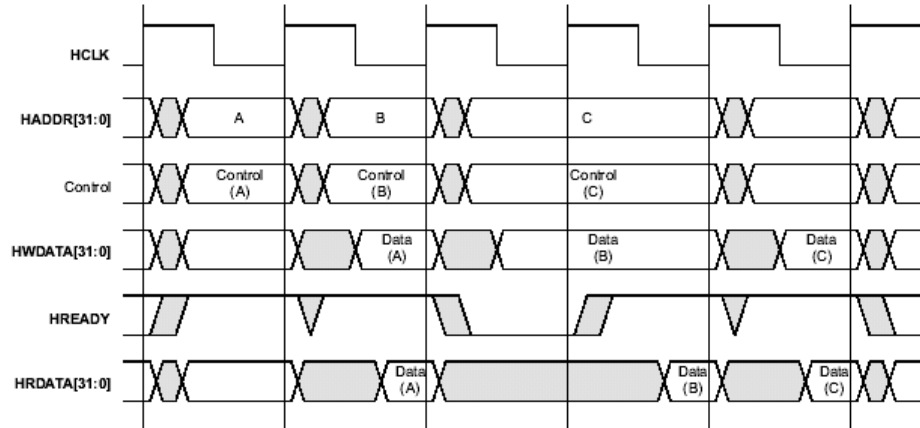 HCLK
HADDR[31:0]
A
B
C
Control
Control
(A)
Control
(B)
Control
(C)
HWDATA[31:0]
Data
(A)
Data
(B)
Data
(C)
HREADY
HRDATA[31:0]
Data
(A)
Data
(B)
Data
(C)